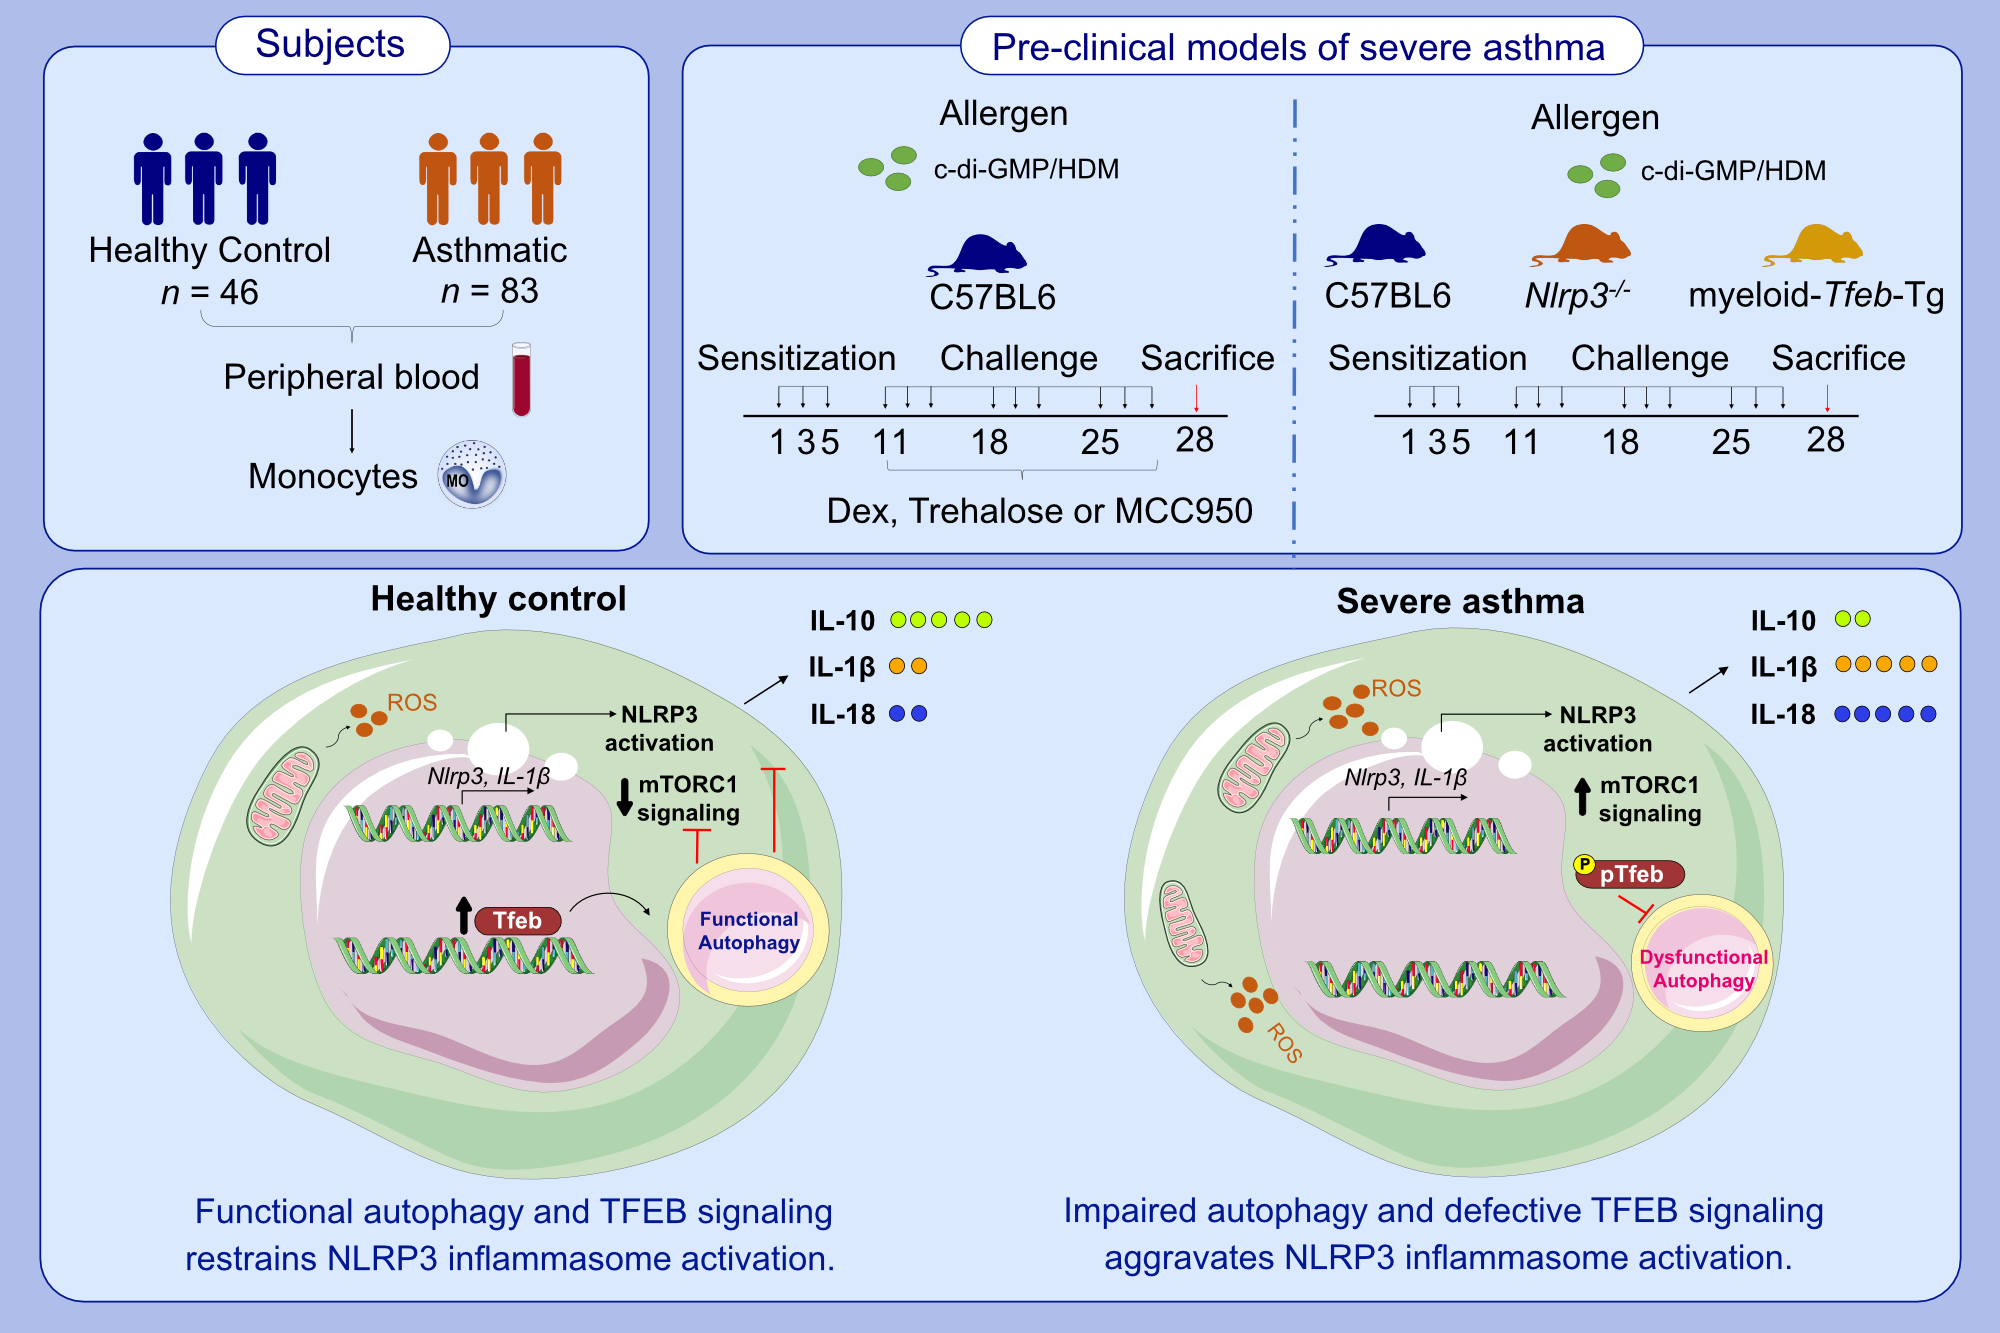 Subjects
Healthy Control
n = 46
Asthmatic
n = 83
Peripheral blood
Monocytes
MO
Pre-clinical models of severe asthma
Allergen
c-di-GMP/HDM
C57BL6
Sensitization Challenge Sacrifice
1 3 5 11 18 25 28
Dex, Trehalose or MCC950
Allergen
c-di-GMP/HDM
C57BL6
Nlrp3-/-
myeloid-Tfeb-Tg
Sensitization Challenge Sacrifice
1 3 5 11 18 25 28
Healthy control
IL-10
IL-1β
IL-18
ROS
NLRP3
activation
Nlrp3, IL-1β
mTORC1
signaling
Tfeb
Functional
Autophagy
Functional autophagy and TFEB signaling
restrains NLRP3 inflammasome activation.
Severe asthma
IL-10
IL-1β
IL-18
ROS
NLRP3
activation
Nlrp3, IL-1β
mTORC1
signaling
P
pTfeb
Dysfunctional
Autophagy
ROS
Impaired autophagy and defective TFEB signaling
aggravates NLRP3 inflammasome activation.